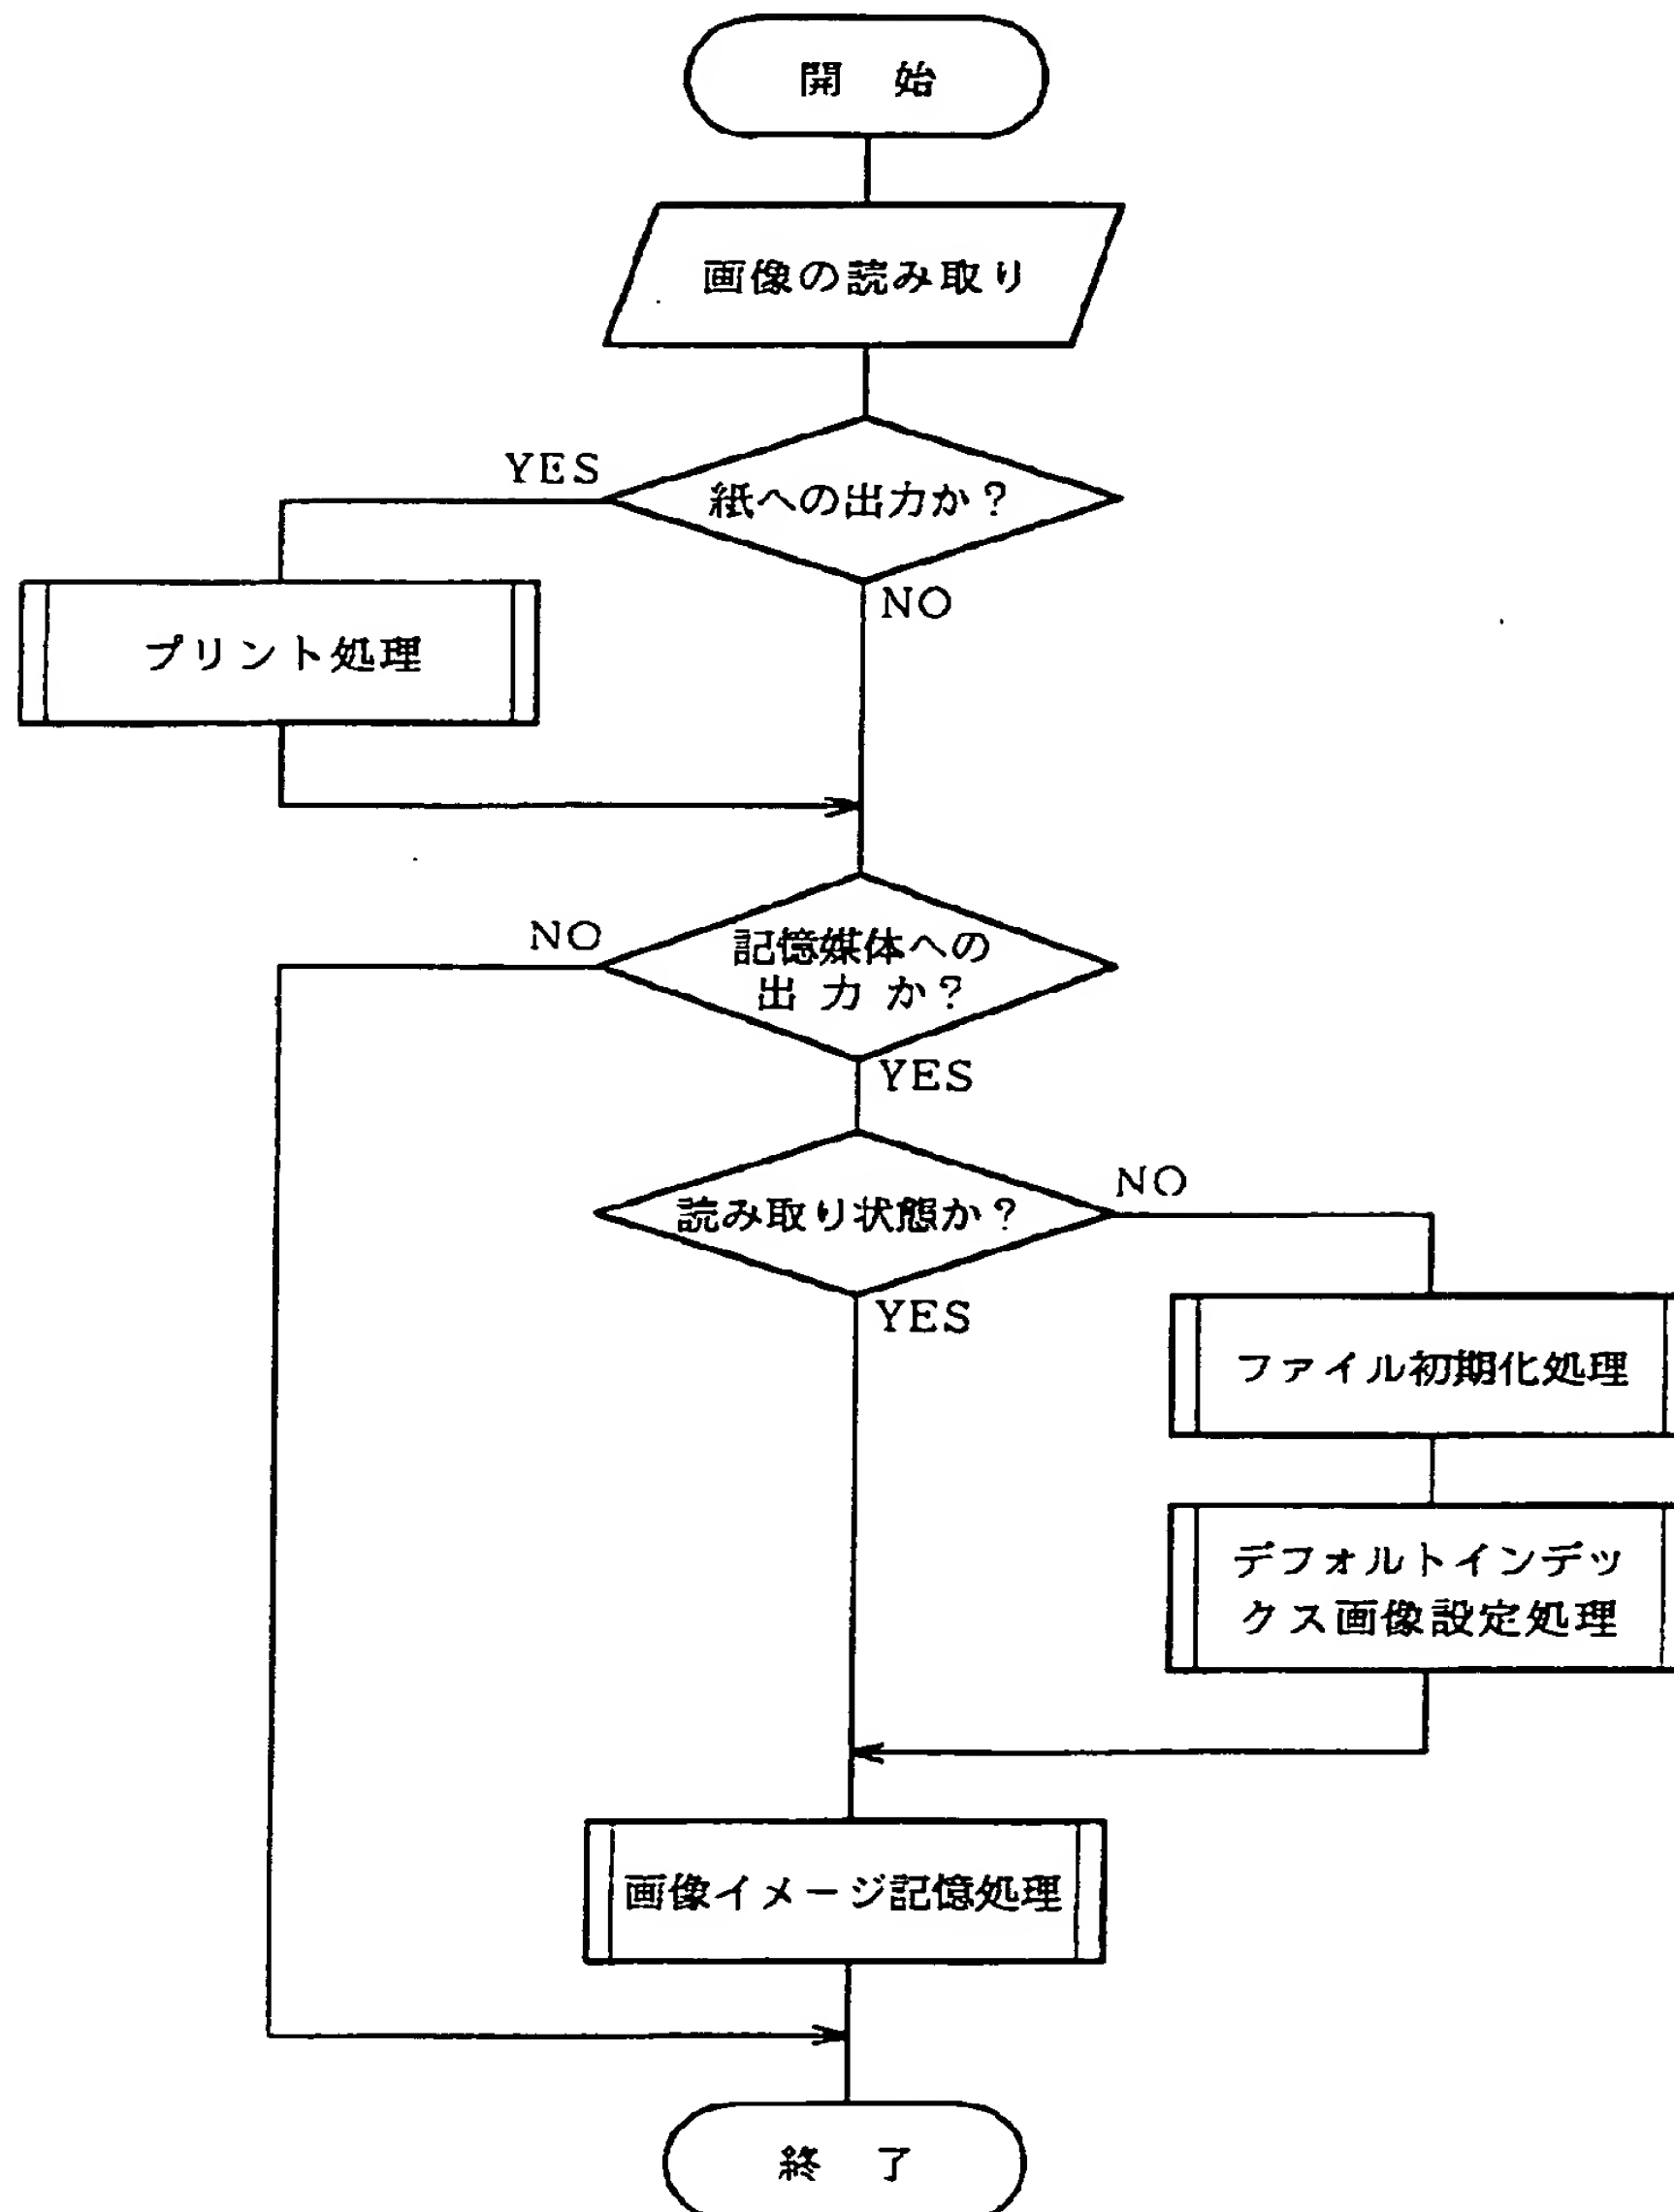 開 始
画像の読み取り
YES
紙への出力か?
NO
プリント処理
NO
記憶媒体への
出力か?
YES
読み取り状態か?
NO
YES
ファイル初期化処理
デフォルトインデッ
クス画像設定処理
画像イメージ記憶処理
終 了